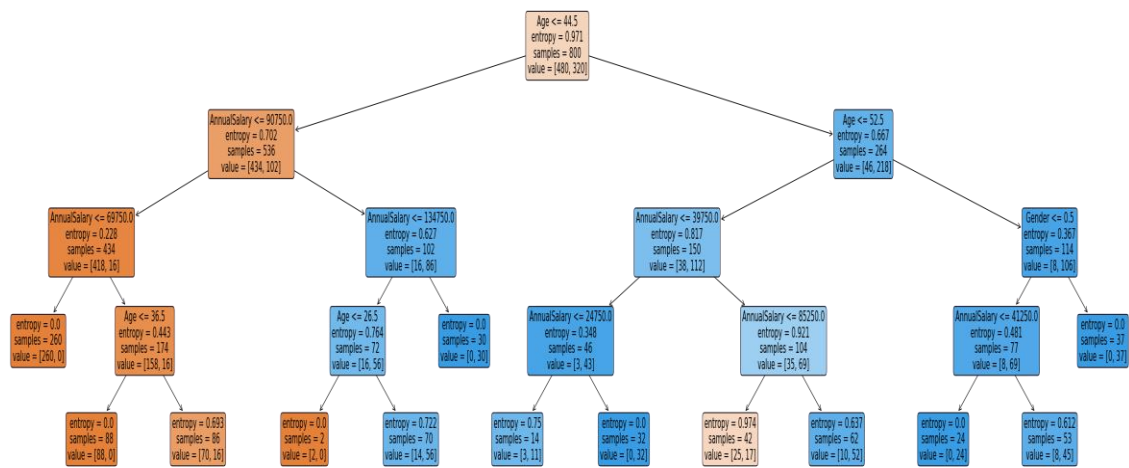 Age <= 44.5
entropy = 0.971
samples = 800
value = [480, 320]
AnnualSalary <= 90750.0
entropy = 0.702
samples = 536
value = [434, 102]
Age <= 52.5
entropy = 0.667
samples = 264
value = [46, 218]
AnnualSalary <= 69750.0
entropy = 0.228
samples = 434
value = [418, 16]
AnnualSalary <= 134750.0
entropy = 0.627
samples = 102
value = [16, 86]
AnnualSalary <= 39750.0
entropy = 0.817
samples = 150
value = [38, 112]
Gender <= 0.5
entropy = 0.367
samples = 114
value = [8, 106]
entropy = 0.0
samples = 260
value = [260, 0]
Age <= 36.5
entropy = 0.443
samples = 174
value = [158, 16]
Age <= 26.5
entropy = 0.764
samples = 72
value = [16, 56]
entropy = 0.0
samples = 30
value = [0, 30]
AnnualSalary <= 24750.0
entropy = 0.348
samples = 46
value = [3, 43]
AnnualSalary <= 85250.0
entropy = 0.921
samples = 104
value = [35, 69]
AnnualSalary <= 41250.0
entropy = 0.481
samples = 77
value = [8, 69]
entropy = 0.0
samples = 37
value = [0, 37]
entropy = 0.0
samples = 88
value = [88, 0]
entropy = 0.693
samples = 86
value = [70, 16]
entropy = 0.0
samples = 2
value = [2, 0]
entropy = 0.722
samples = 70
value = [14, 56]
entropy = 0.75
samples = 14
value = [3, 11]
entropy = 0.0
samples = 32
value = [0, 32]
entropy = 0.974
samples = 42
value = [25, 17]
entropy = 0.637
samples = 62
value = [10, 52]
entropy = 0.0
samples = 24
value = [0, 24]
entropy = 0.612
samples = 53
value = [8, 45]